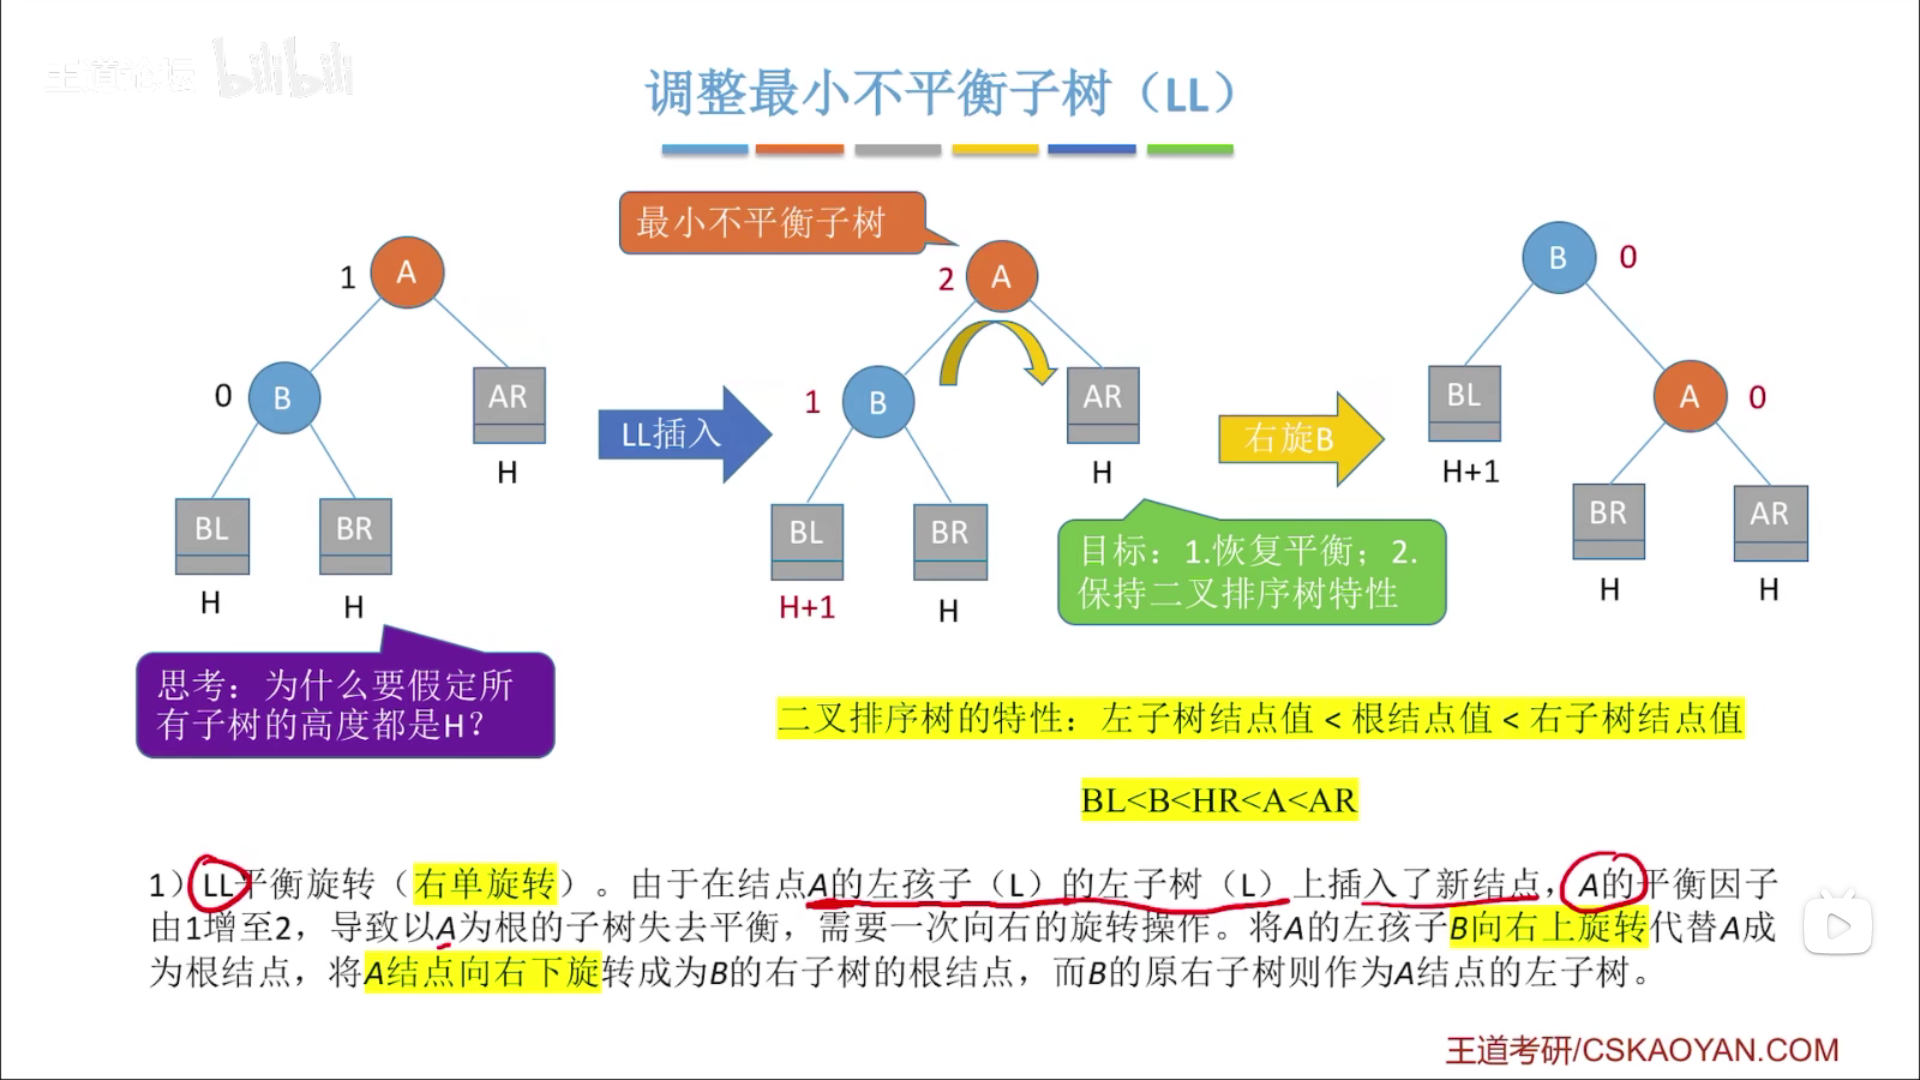 王道论坛 bilibili
调整最小不平衡子树（LL）
最小不平衡子树
1 A
0 B
AR
H
BL
H
BR
H
LL插入
2 A
1 B
AR
H
BL
H+1
BR
H
右旋B
B 0
BL
H+1
A 0
BR
H
AR
H
目标：1.恢复平衡；2.
保持二叉排序树特性
思考：为什么要假定所
有子树的高度都是H？
二叉排序树的特性：左子树结点值 < 根结点值 < 右子树结点值
BL<B<HR<A<AR
1）LL平衡旋转（右单旋转）。由于在结点A的左孩子（L）的左子树（L）上插入了新结点，A的平衡因子
由1增至2，导致以A为根的子树失去平衡，需要一次向右的旋转操作。将A的左孩子B向右上旋转代替A成
为根结点，将A结点向右下旋转成为B的右子树的根结点，而B的原右子树则作为A结点的左子树。
王道考研/CSKAOYAN.COM